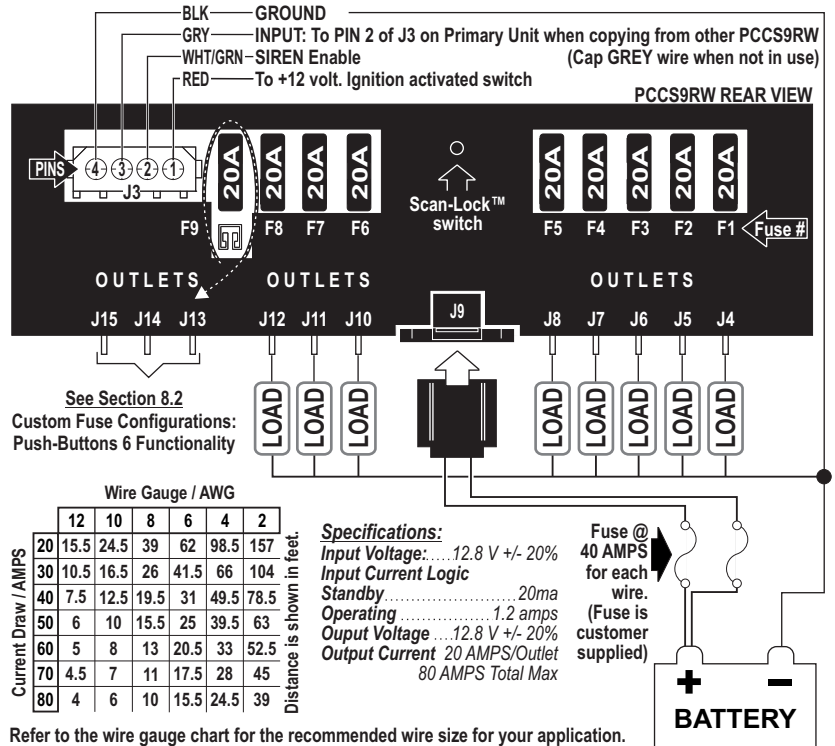 BLK GROUND
GRY INPUT: To PIN 2 of J3 on Primary Unit when copying from other PCCS9RW
WHT/GRN SIREN Enable (Cap GREY wire when not in use)
RED To +12 volt. Ignition activated switch
PCCS9RW REAR VIEW
PINS 4 3 2 1
J3
20A 20A 20A 20A 20A 20A 20A 20A 20A
Scan-Lock™
switch
F9 F8 F7 F6 F5 F4 F3 F2 F1 Fuse #
OUTLETS OUTLETS OUTLETS
J15 J14 J13 J12 J11 J10 J9 J8 J7 J6 J5 J4
LOAD LOAD LOAD LOAD LOAD LOAD LOAD LOAD
See Section 8.2
Custom Fuse Configurations:
Push-Buttons 6 Functionality
Wire Gauge / AWG
12 10 8 6 4 2
20 15.5 24.5 39 62 98.5 157
30 10.5 16.5 26 41.5 66 104
40 7.5 12.5 19.5 31 49.5 78.5
50 6 10 15.5 25 39.5 63
60 5 8 13 20.5 33 52.5
70 4.5 7 11 17.5 28 45
80 4 6 10 15.5 24.5 39
Current Draw / AMPS
Distance is shown in feet.
Specifications:
Input Voltage:.....12.8 V +/- 20%
Input Current Logic
Standby........................20ma
Operating ..................1.2 amps
Ouput Voltage ....12.8 V +/- 20%
Output Current 20 AMPS/Outlet
80 AMPS Total Max
Fuse @
40 AMPS
for each
wire.
(Fuse is
customer
supplied)
+ −
BATTERY
Refer to the wire gauge chart for the recommended wire size for your application.